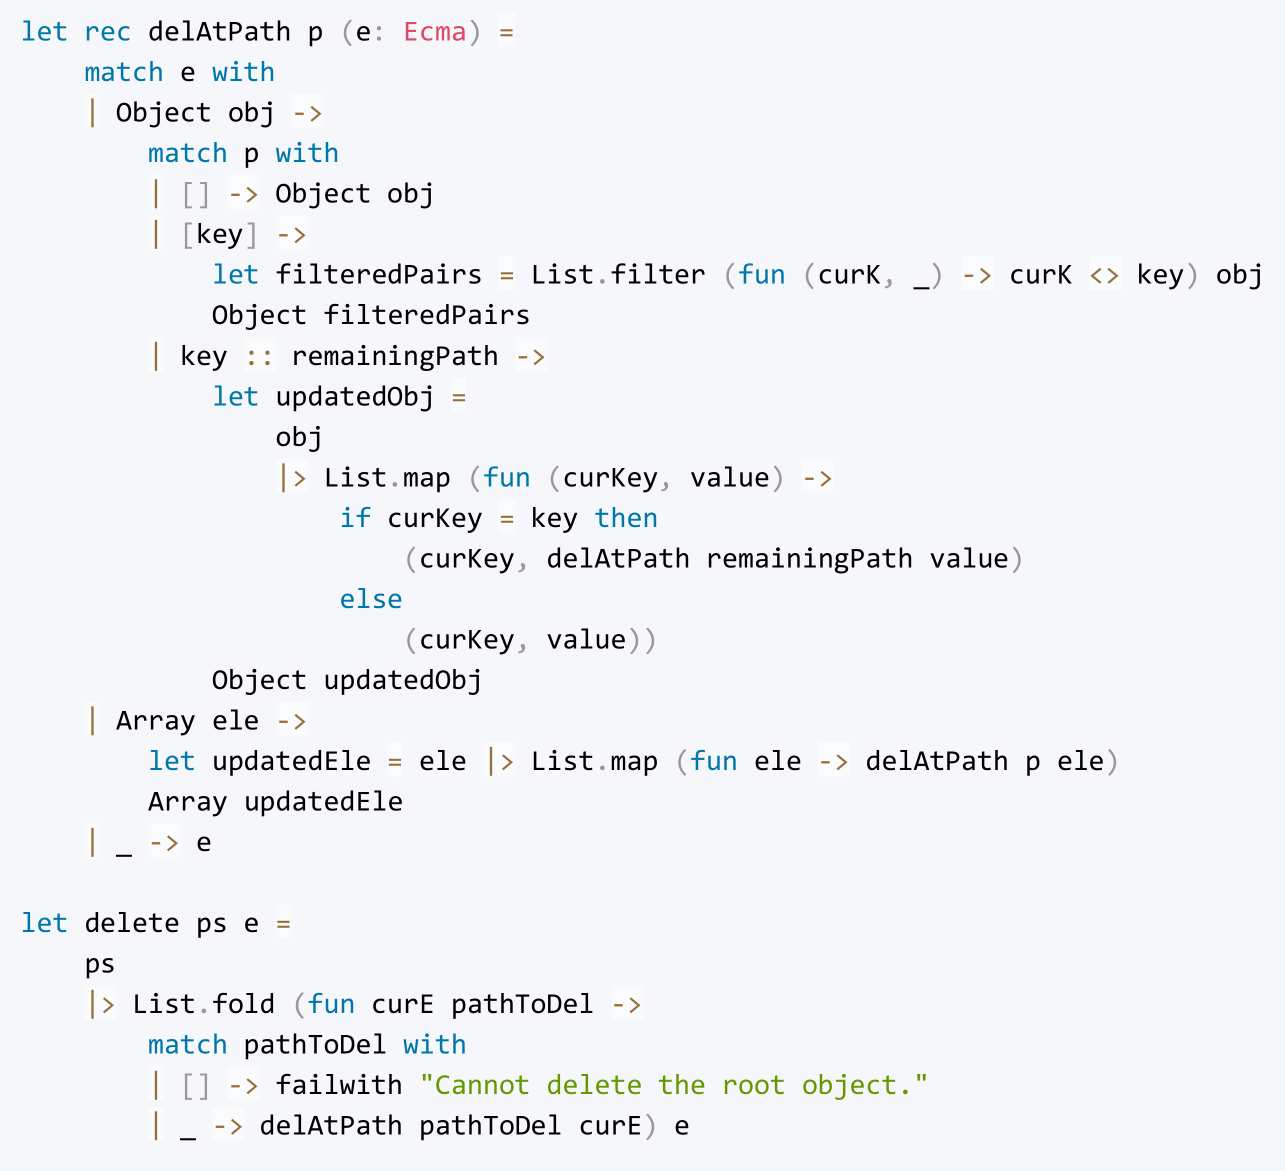 let rec delAtPath p (e: Ecma) =
    match e with
    | Object obj ->
        match p with
        | [] -> Object obj
        | [key] ->
            let filteredPairs = List.filter (fun (curK, _) -> curK <> key) obj
            Object filteredPairs
        | key :: remainingPath ->
            let updatedObj =
                obj
                |> List.map (fun (curKey, value) ->
                    if curKey = key then
                        (curKey, delAtPath remainingPath value)
                    else
                        (curKey, value))
            Object updatedObj
    | Array ele ->
        let updatedEle = ele |> List.map (fun ele -> delAtPath p ele)
        Array updatedEle
    | _ -> e

let delete ps e =
    ps
    |> List.fold (fun curE pathToDel ->
        match pathToDel with
        | [] -> failwith "Cannot delete the root object."
        | _ -> delAtPath pathToDel curE) e